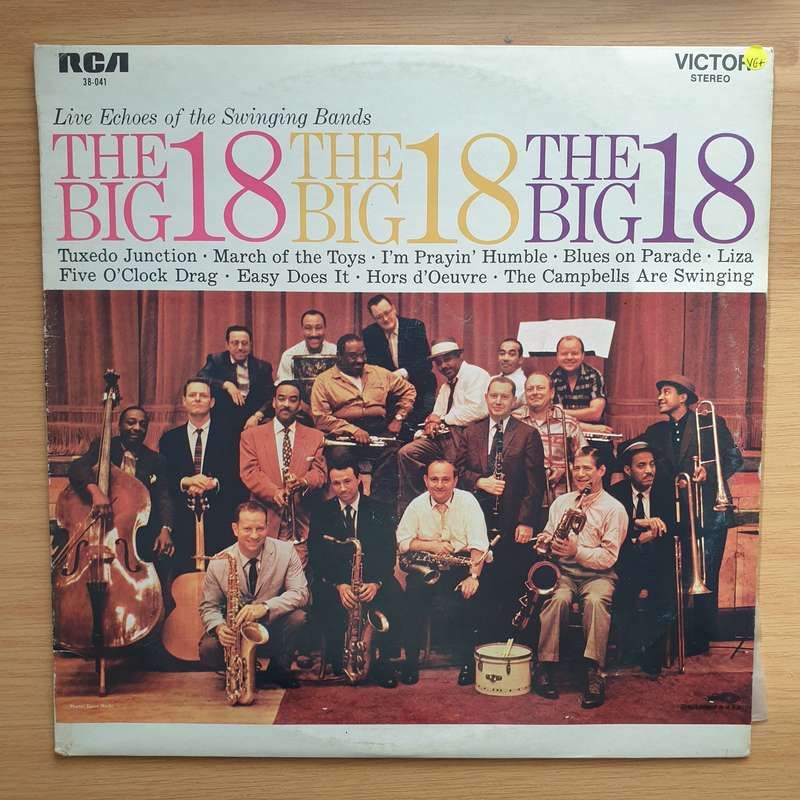 RCA
38-041
VICTOR
STEREO
VG+
Live Echoes of the Swinging Bands
THE BIG 18 THE BIG 18 THE BIG 18
Tuxedo Junction · March of the Toys · I'm Prayin' Humble · Blues on Parade · Liza
Five O'Clock Drag · Easy Does It · Hors d'Oeuvre · The Campbells Are Swinging